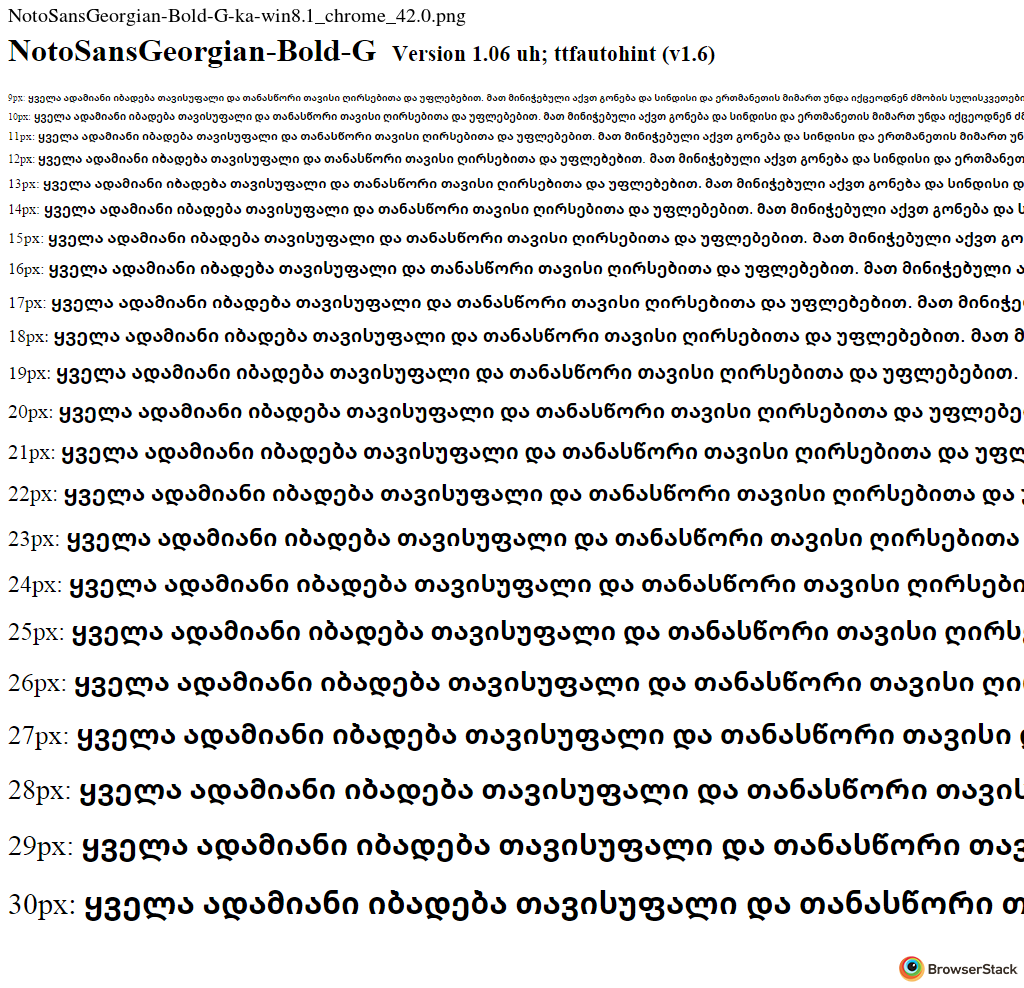 NotoSansGeorgian-Bold-G-ka-win8.1_chrome_42.0.png
NotoSansGeorgian-Bold-G Version 1.06 uh; ttfautohint (v1.6)
9px: ყველა ადამიანი იბადება თავისუფალი და თანასწორი თავისი ღირსებითა და უფლებებით. მათ მინიჭებული აქვთ გონება და სინდისი და ერთმანეთის მიმართ უნდა იქცეოდნენ ძმობის სულისკვეთები
10px: ყველა ადამიანი იბადება თავისუფალი და თანასწორი თავისი ღირსებითა და უფლებებით. მათ მინიჭებული აქვთ გონება და სინდისი და ერთმანეთის მიმართ უნდა იქცეოდნენ ძმ
11px: ყველა ადამიანი იბადება თავისუფალი და თანასწორი თავისი ღირსებითა და უფლებებით. მათ მინიჭებული აქვთ გონება და სინდისი და ერთმანეთის მიმართ უნ
12px: ყველა ადამიანი იბადება თავისუფალი და თანასწორი თავისი ღირსებითა და უფლებებით. მათ მინიჭებული აქვთ გონება და სინდისი და ერთმანეთ
13px: ყველა ადამიანი იბადება თავისუფალი და თანასწორი თავისი ღირსებითა და უფლებებით. მათ მინიჭებული აქვთ გონება და სინდისი დ
14px: ყველა ადამიანი იბადება თავისუფალი და თანასწორი თავისი ღირსებითა და უფლებებით. მათ მინიჭებული აქვთ გონება და ს
15px: ყველა ადამიანი იბადება თავისუფალი და თანასწორი თავისი ღირსებითა და უფლებებით. მათ მინიჭებული აქვთ გო
16px: ყველა ადამიანი იბადება თავისუფალი და თანასწორი თავისი ღირსებითა და უფლებებით. მათ მინიჭებული ა
17px: ყველა ადამიანი იბადება თავისუფალი და თანასწორი თავისი ღირსებითა და უფლებებით. მათ მინიჭე
18px: ყველა ადამიანი იბადება თავისუფალი და თანასწორი თავისი ღირსებითა და უფლებებით. მათ მ
19px: ყველა ადამიანი იბადება თავისუფალი და თანასწორი თავისი ღირსებითა და უფლებებით.
20px: ყველა ადამიანი იბადება თავისუფალი და თანასწორი თავისი ღირსებითა და უფლებე
21px: ყველა ადამიანი იბადება თავისუფალი და თანასწორი თავისი ღირსებითა და უფლ
22px: ყველა ადამიანი იბადება თავისუფალი და თანასწორი თავისი ღირსებითა და
23px: ყველა ადამიანი იბადება თავისუფალი და თანასწორი თავისი ღირსებითა
24px: ყველა ადამიანი იბადება თავისუფალი და თანასწორი თავისი ღირსები
25px: ყველა ადამიანი იბადება თავისუფალი და თანასწორი თავისი ღირს
26px: ყველა ადამიანი იბადება თავისუფალი და თანასწორი თავისი ღი
27px: ყველა ადამიანი იბადება თავისუფალი და თანასწორი თავისი
28px: ყველა ადამიანი იბადება თავისუფალი და თანასწორი თავის
29px: ყველა ადამიანი იბადება თავისუფალი და თანასწორი თავ
30px: ყველა ადამიანი იბადება თავისუფალი და თანასწორი თ
BrowserStack